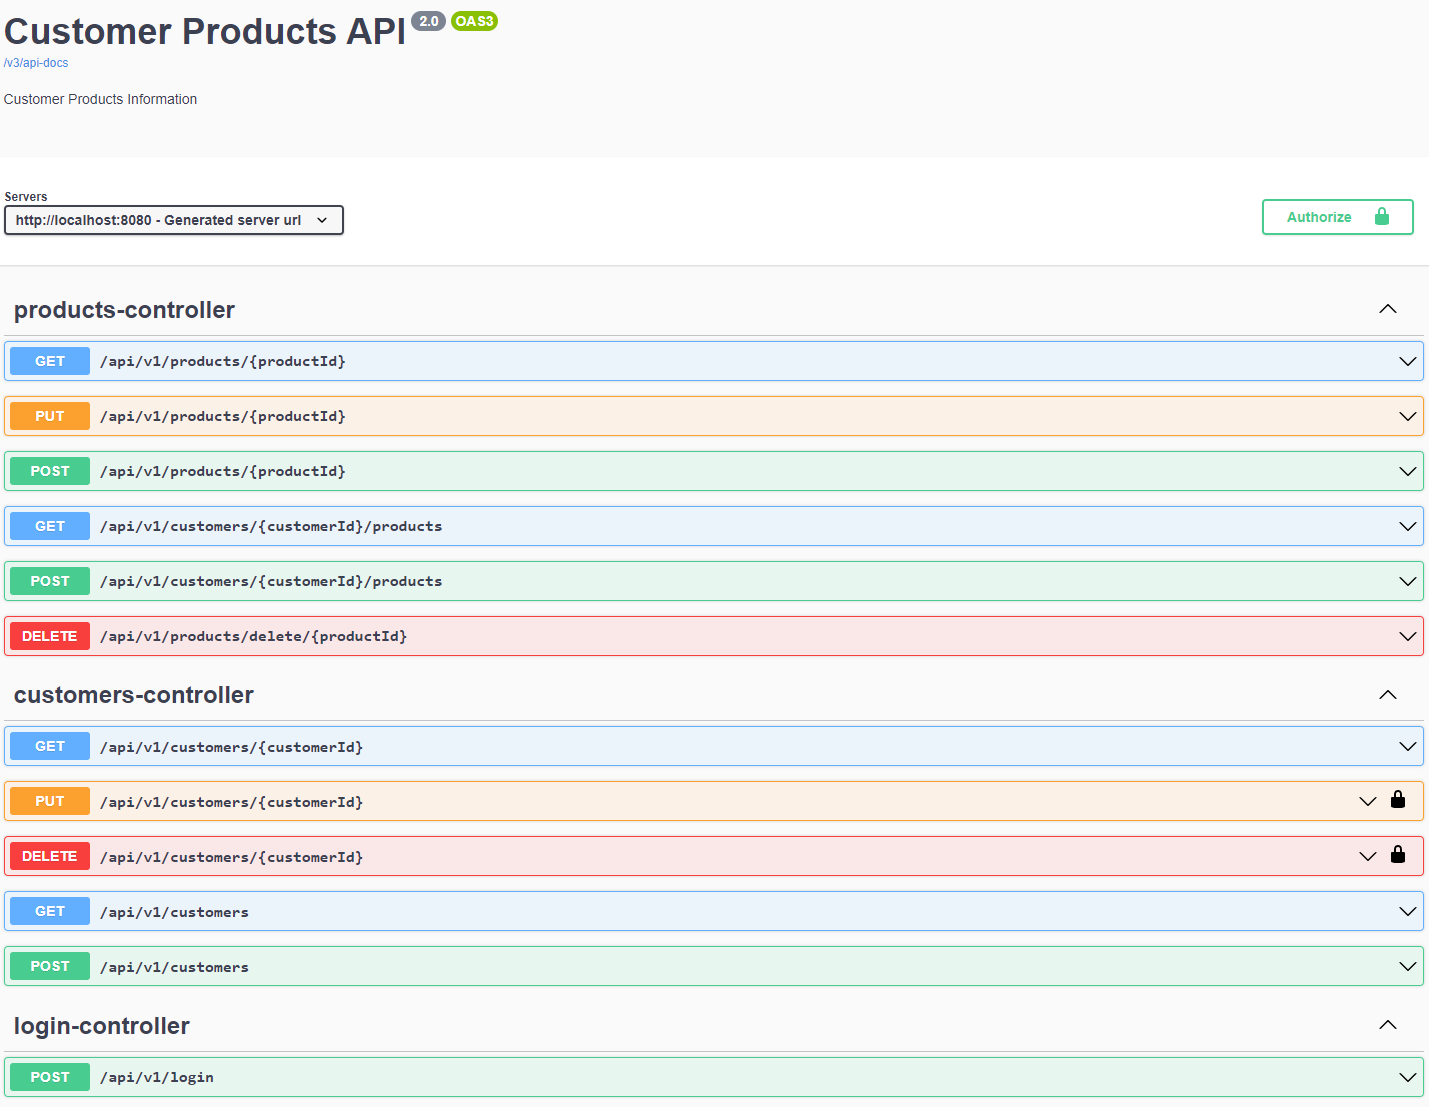 Customer Products API 2.0 OAS3
/v3/api-docs
Customer Products Information
Servers
http://localhost:8080 - Generated server url
Authorize
products-controller
GET /api/v1/products/{productId}
PUT /api/v1/products/{productId}
POST /api/v1/products/{productId}
GET /api/v1/customers/{customerId}/products
POST /api/v1/customers/{customerId}/products
DELETE /api/v1/products/delete/{productId}
customers-controller
GET /api/v1/customers/{customerId}
PUT /api/v1/customers/{customerId}
DELETE /api/v1/customers/{customerId}
GET /api/v1/customers
POST /api/v1/customers
login-controller
POST /api/v1/login